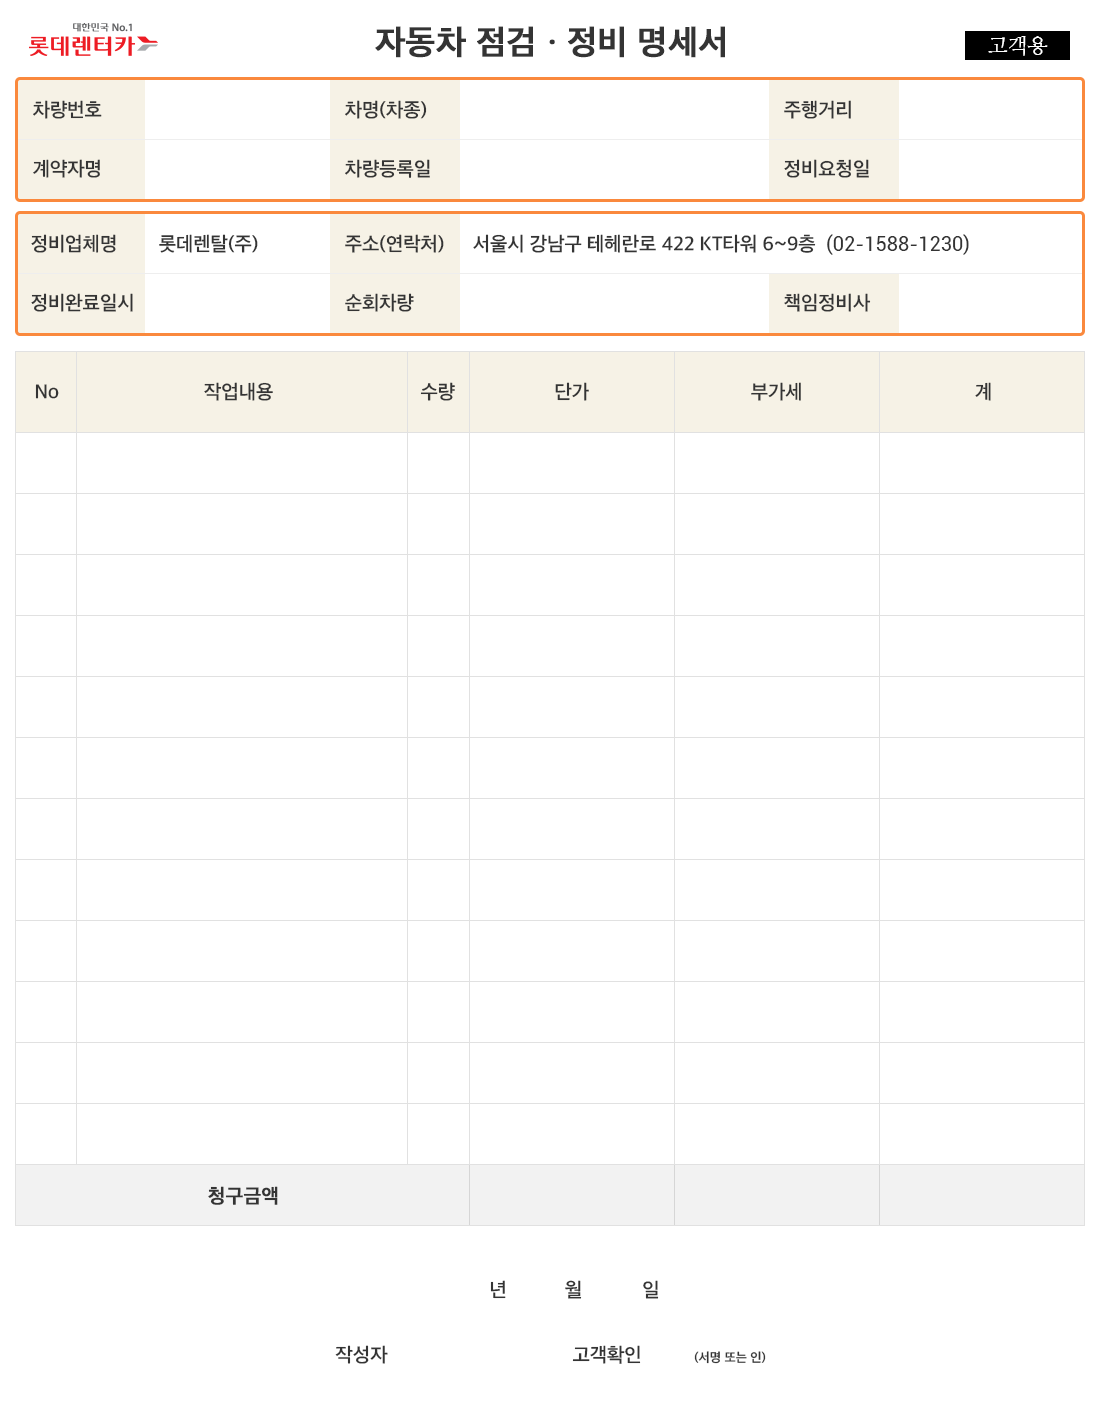 대한민국 No.1
롯데렌터카
자동차 점검 · 정비 명세서
고객용
차량번호 차명(차종) 주행거리
계약자명 차량등록일 정비요청일
정비업체명 롯데렌탈(주) 주소(연락처) 서울시 강남구 테헤란로 422 KT타워 6~9층 (02-1588-1230)
정비완료일시 순회차량 책임정비사
No 작업내용 수량 단가 부가세 계
청구금액
년 월 일
작성자 고객확인 (서명 또는 인)